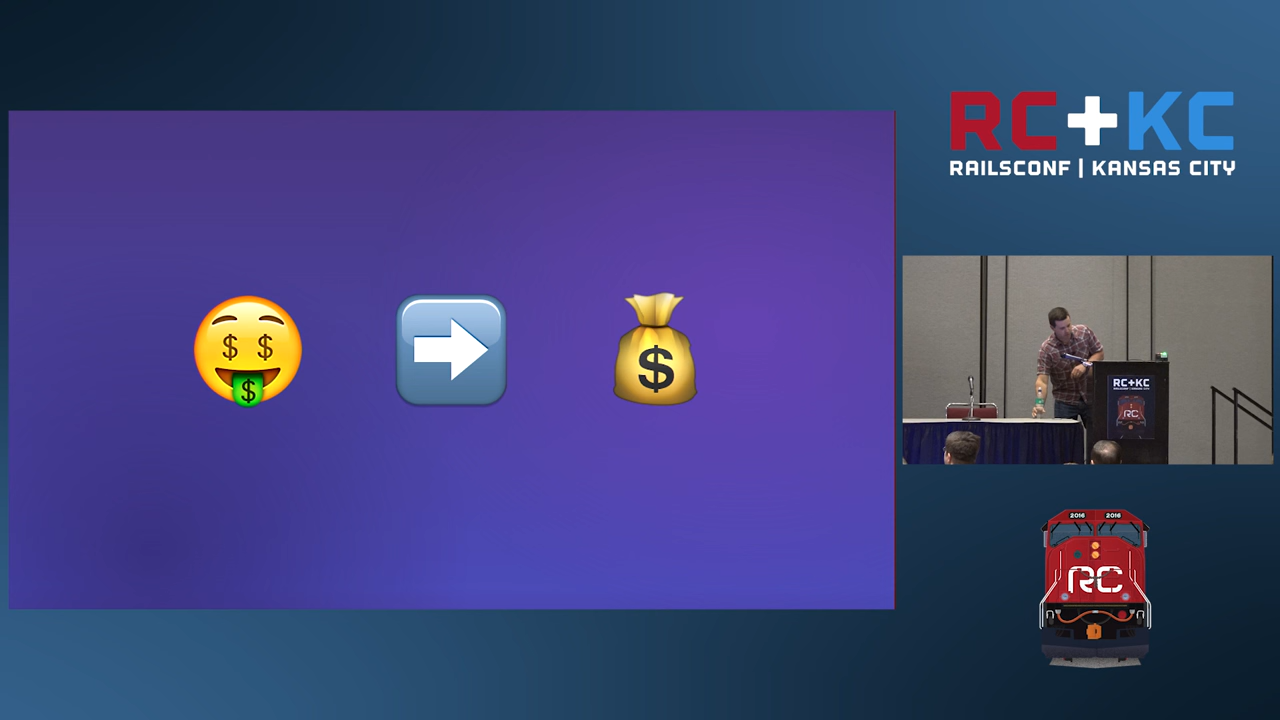 $ $
$
$
RC+KC
RAILSCONF | KANSAS CITY
RC+KC
RC
2016 2016
RC